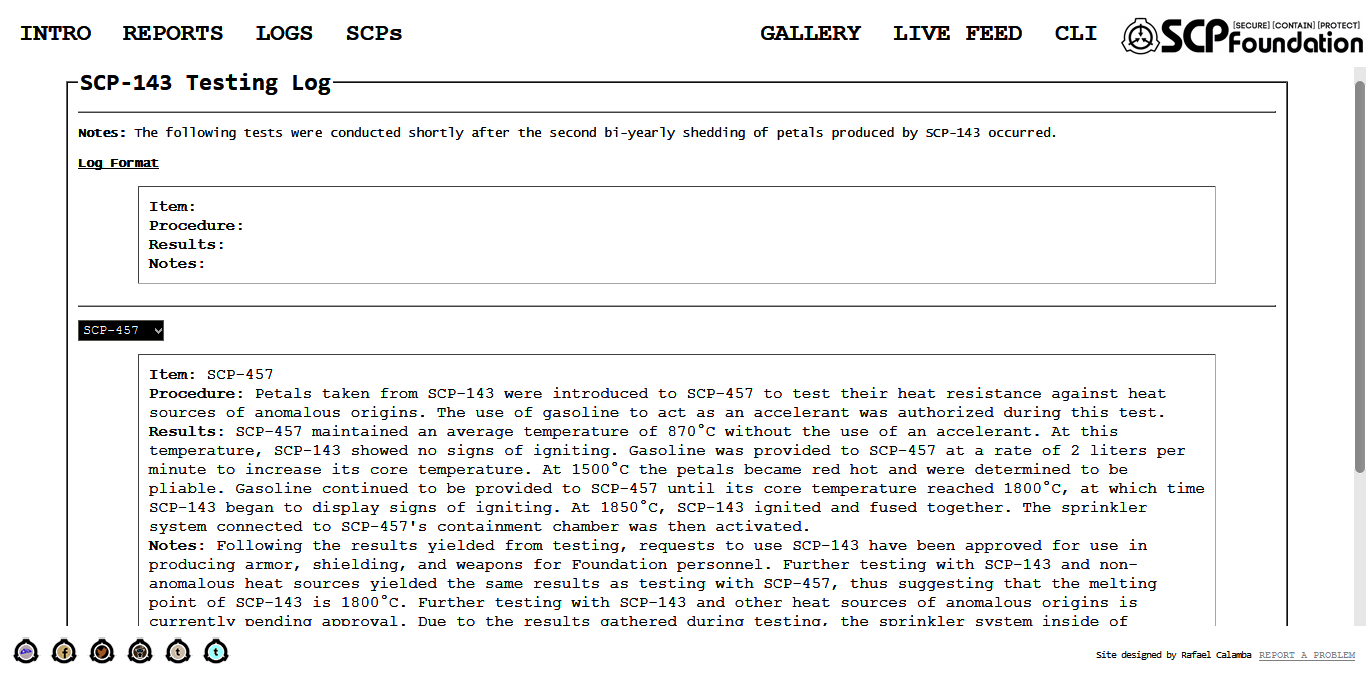 INTRO REPORTS LOGS SCPs GALLERY LIVE FEED CLI
[SECURE] [CONTAIN] [PROTECT]
SCP Foundation
SCP-143 Testing Log
Notes: The following tests were conducted shortly after the second bi-yearly shedding of petals produced by SCP-143 occurred.
Log Format
Item:
Procedure:
Results:
Notes:
SCP-457
Item: SCP-457
Procedure: Petals taken from SCP-143 were introduced to SCP-457 to test their heat resistance against heat
sources of anomalous origins. The use of gasoline to act as an accelerant was authorized during this test.
Results: SCP-457 maintained an average temperature of 870°C without the use of an accelerant. At this
temperature, SCP-143 showed no signs of igniting. Gasoline was provided to SCP-457 at a rate of 2 liters per
minute to increase its core temperature. At 1500°C the petals became red hot and were determined to be
pliable. Gasoline continued to be provided to SCP-457 until its core temperature reached 1800°C, at which time
SCP-143 began to display signs of igniting. At 1850°C, SCP-143 ignited and fused together. The sprinkler
system connected to SCP-457's containment chamber was then activated.
Notes: Following the results yielded from testing, requests to use SCP-143 have been approved for use in
producing armor, shielding, and weapons for Foundation personnel. Further testing with SCP-143 and non-
anomalous heat sources yielded the same results as testing with SCP-457, thus suggesting that the melting
point of SCP-143 is 1800°C. Further testing with SCP-143 and other heat sources of anomalous origins is
currently pending approval. Due to the results gathered during testing, the sprinkler system inside of
f t t
Site designed by Rafael Calamba REPORT A PROBLEM